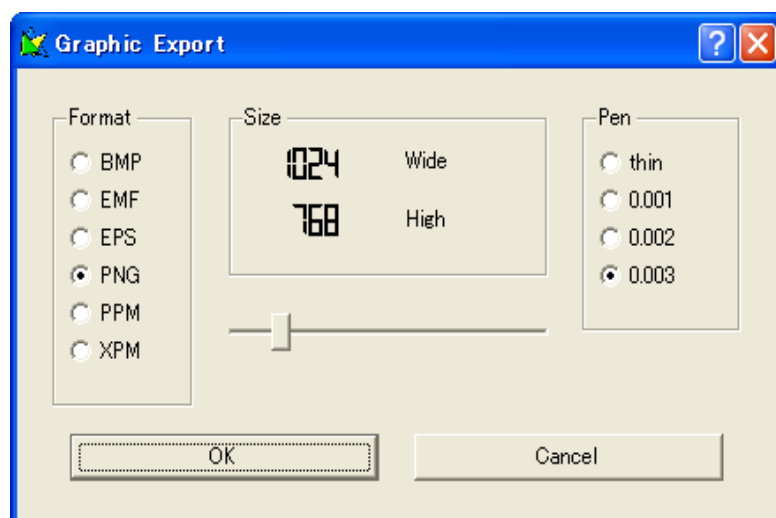 Graphic Export
Format
BMP
EMF
EPS
PNG
PPM
XPM
Size
1024 Wide
768 High
Pen
thin
0.001
0.002
0.003
OK
Cancel